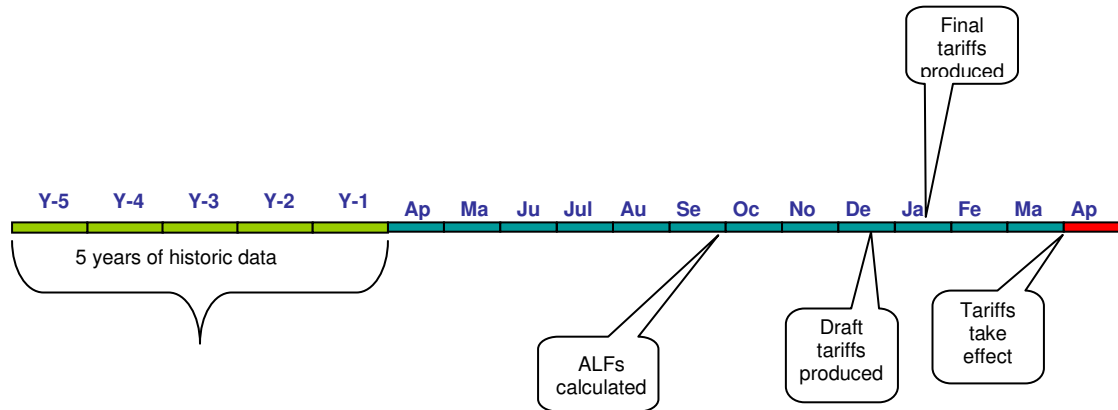 Final
tariffs
produced
Y-5 Y-4 Y-3 Y-2 Y-1 Ap Ma Ju Jul Au Se Oc No De Ja Fe Ma Ap
5 years of historic data
ALFs
calculated
Draft
tariffs
produced
Tariffs
take
effect